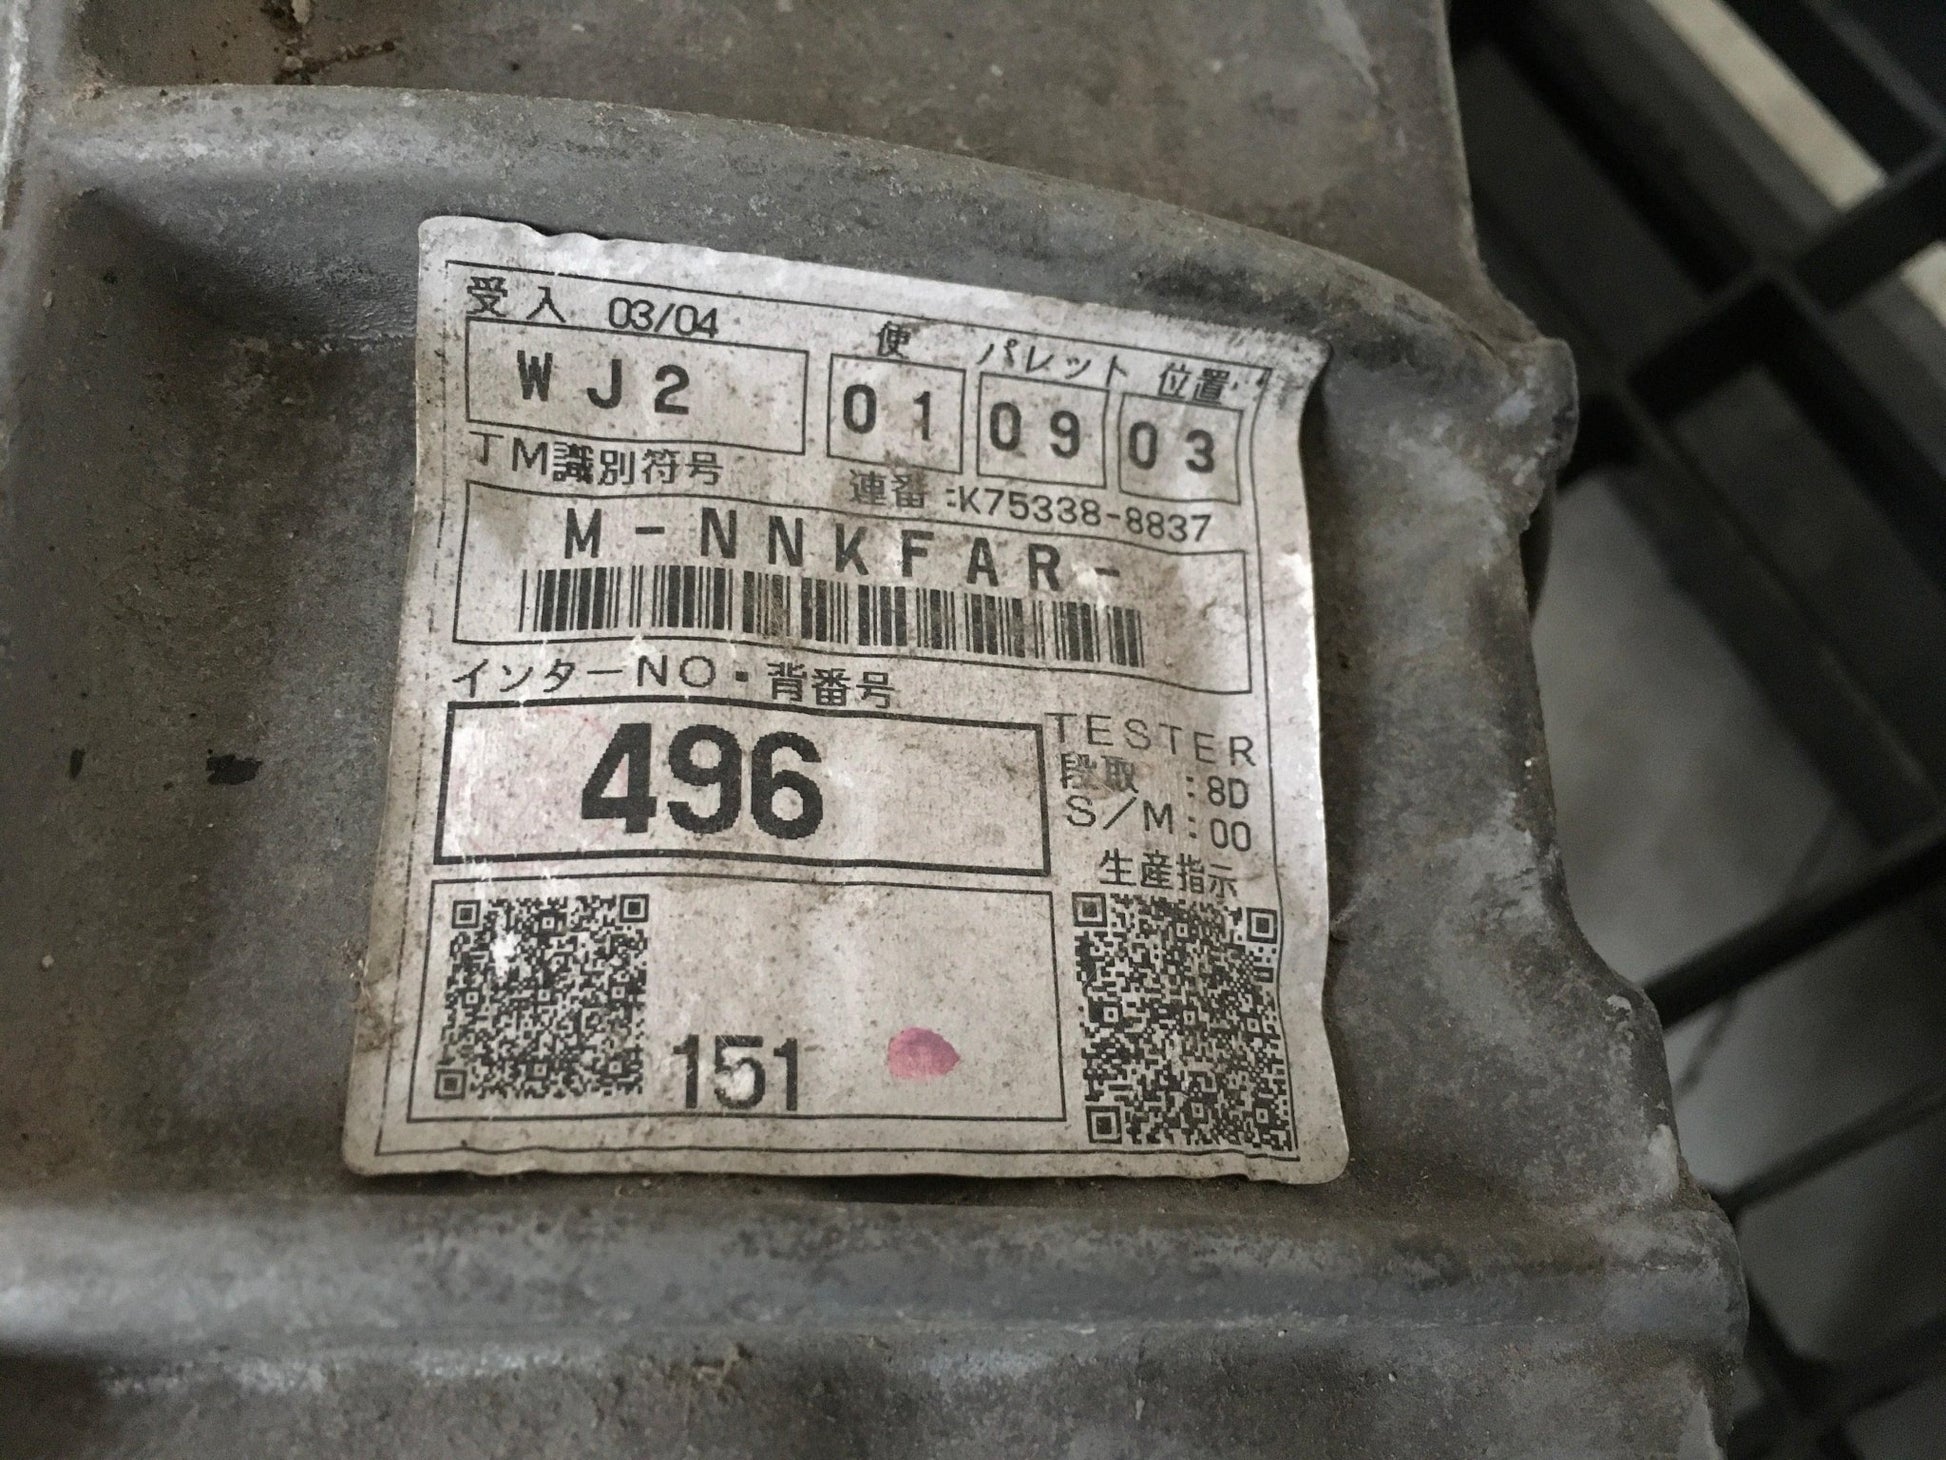 受入 03/04
便 パレット 位置
WJ2 01 09 03
TM識別符号 連番:K75338-8837
M-NNKFAR-
インターNO・背番号
496
TESTER
段取 :8D
S/M:00
生産指示
151